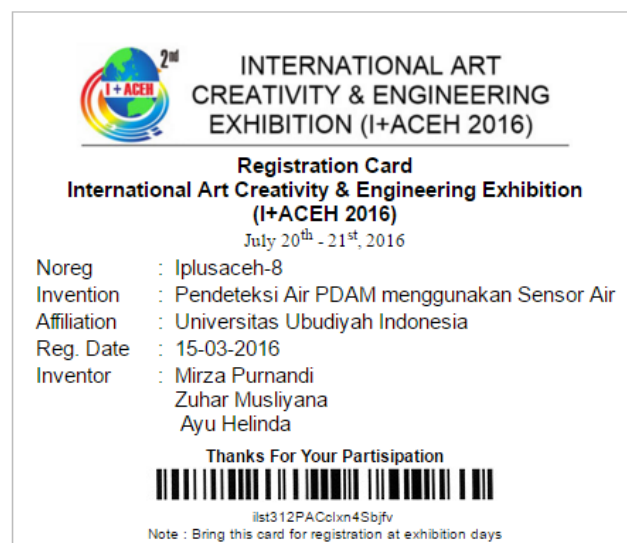 2nd
I + ACEH
INTERNATIONAL ART
CREATIVITY & ENGINEERING
EXHIBITION (I+ACEH 2016)
Registration Card
International Art Creativity & Engineering Exhibition
(I+ACEH 2016)
July 20th - 21st, 2016
Noreg : Iplusaceh-8
Invention : Pendeteksi Air PDAM menggunakan Sensor Air
Affiliation : Universitas Ubudiyah Indonesia
Reg. Date : 15-03-2016
Inventor : Mirza Purnandi
Zuhar Musliyana
Ayu Helinda
Thanks For Your Partisipation
ilst312PACclxn4Sbjfv
Note : Bring this card for registration at exhibition days